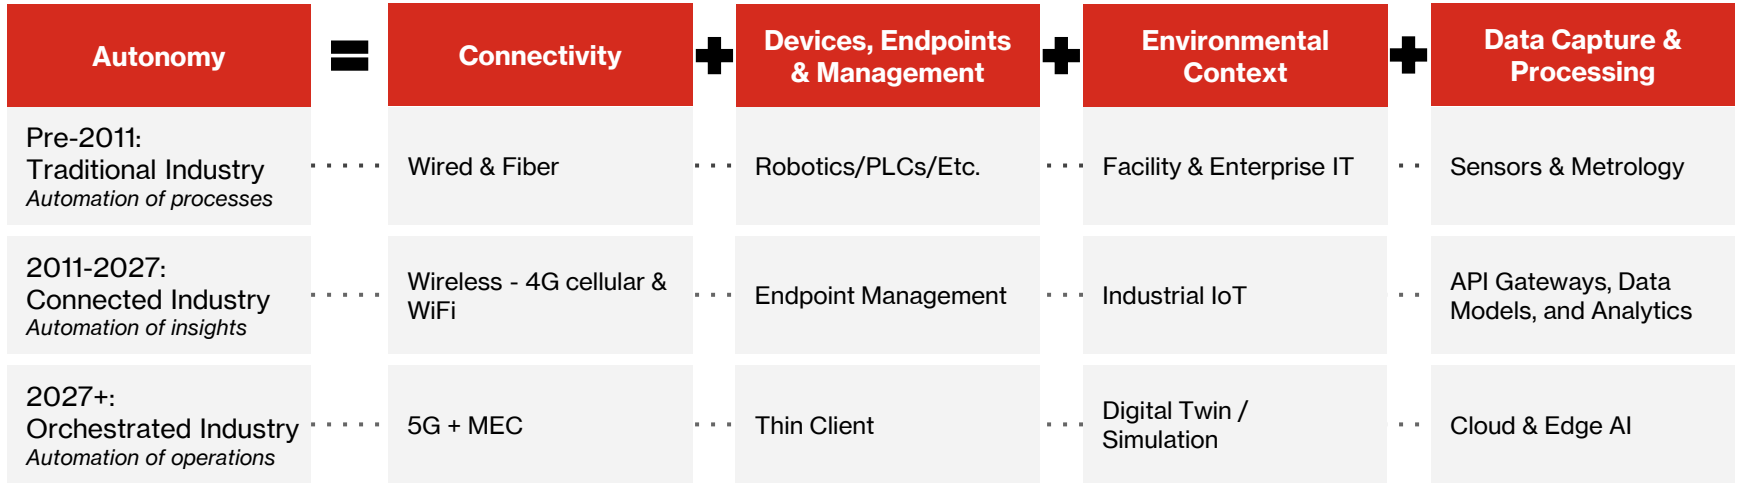 Autonomy
=
Connectivity
+
Devices, Endpoints
& Management
+
Environmental
Context
+
Data Capture &
Processing
Pre-2011:
Traditional Industry
Automation of processes
Wired & Fiber
Robotics/PLCs/Etc.
Facility & Enterprise IT
Sensors & Metrology
2011-2027:
Connected Industry
Automation of insights
Wireless - 4G cellular &
WiFi
Endpoint Management
Industrial IoT
API Gateways, Data
Models, and Analytics
2027+:
Orchestrated Industry
Automation of operations
5G + MEC
Thin Client
Digital Twin /
Simulation
Cloud & Edge AI